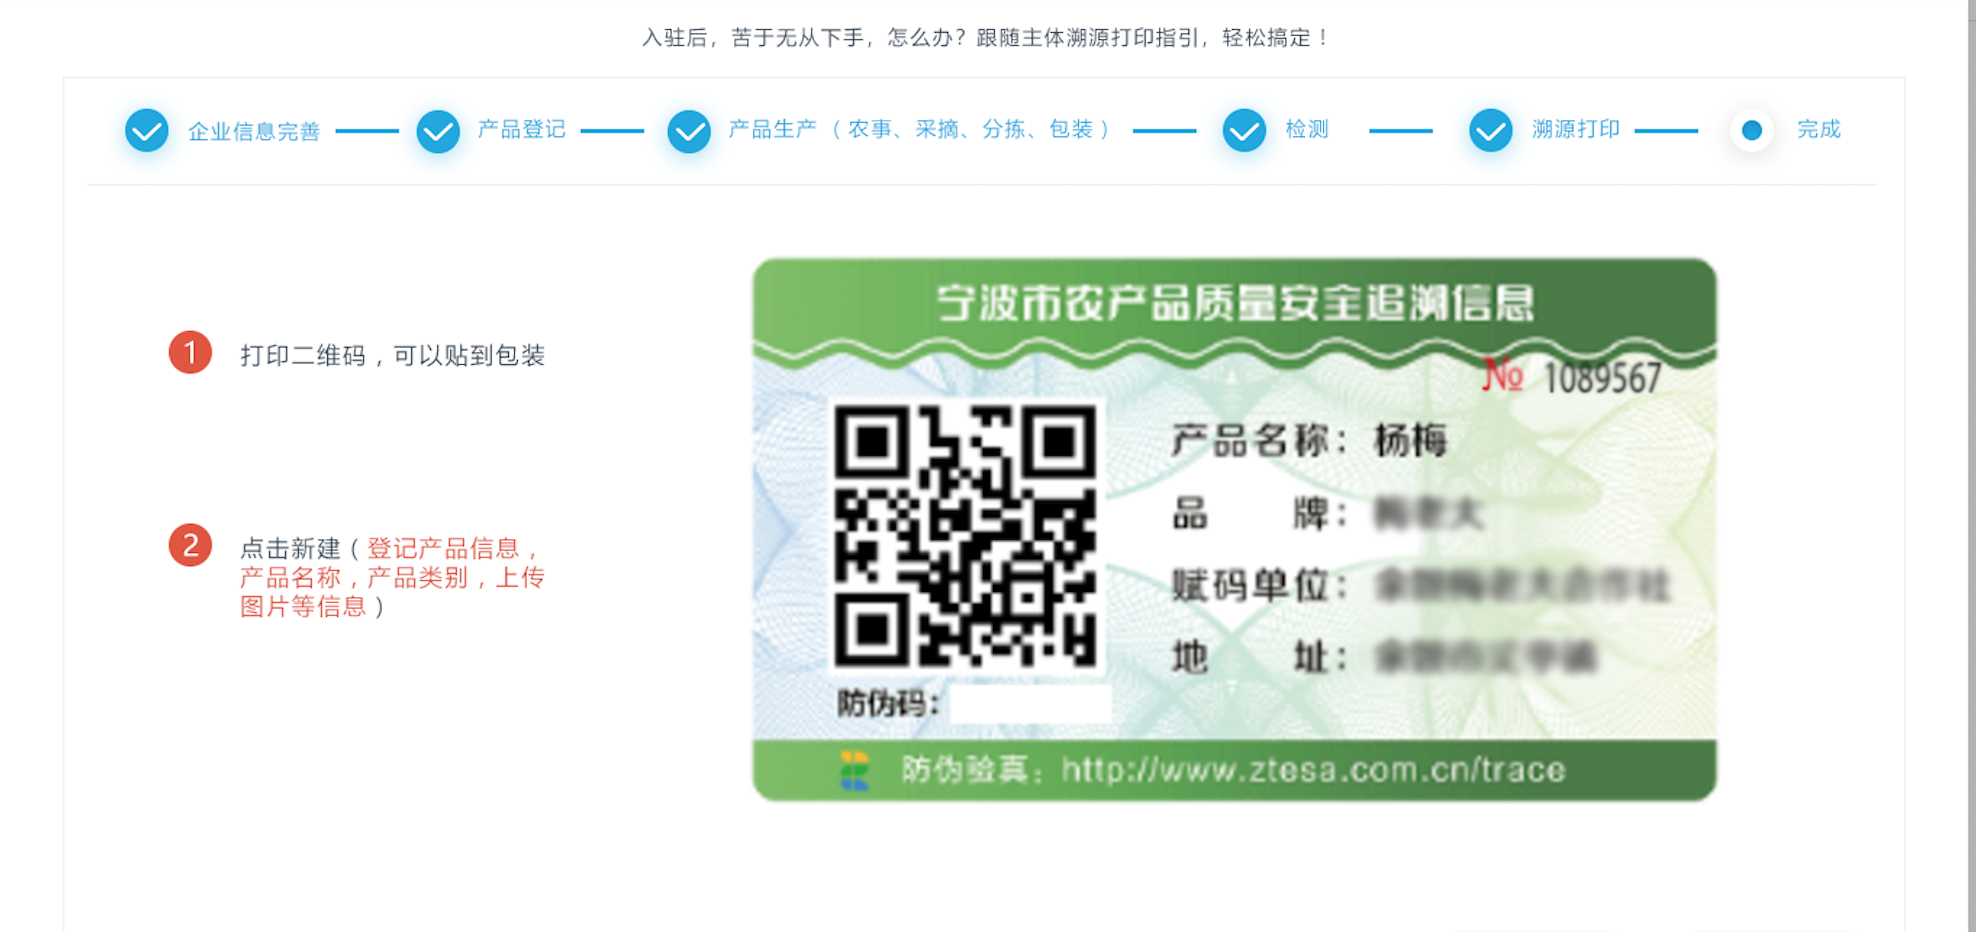 入驻后，苦于无从下手，怎么办？跟随主体溯源打印指引，轻松搞定！
企业信息完善 产品登记 产品生产（农事、采摘、分拣、包装） 检测 溯源打印 完成
1 打印二维码，可以贴到包装
2 点击新建（登记产品信息，
产品名称，产品类别，上传
图片等信息）
宁波市农产品质量安全追溯信息
№ 1089567
产品名称：杨梅
品牌：
赋码单位：
地址：
防伪码：
防伪验真：http://www.ztesa.com.cn/trace